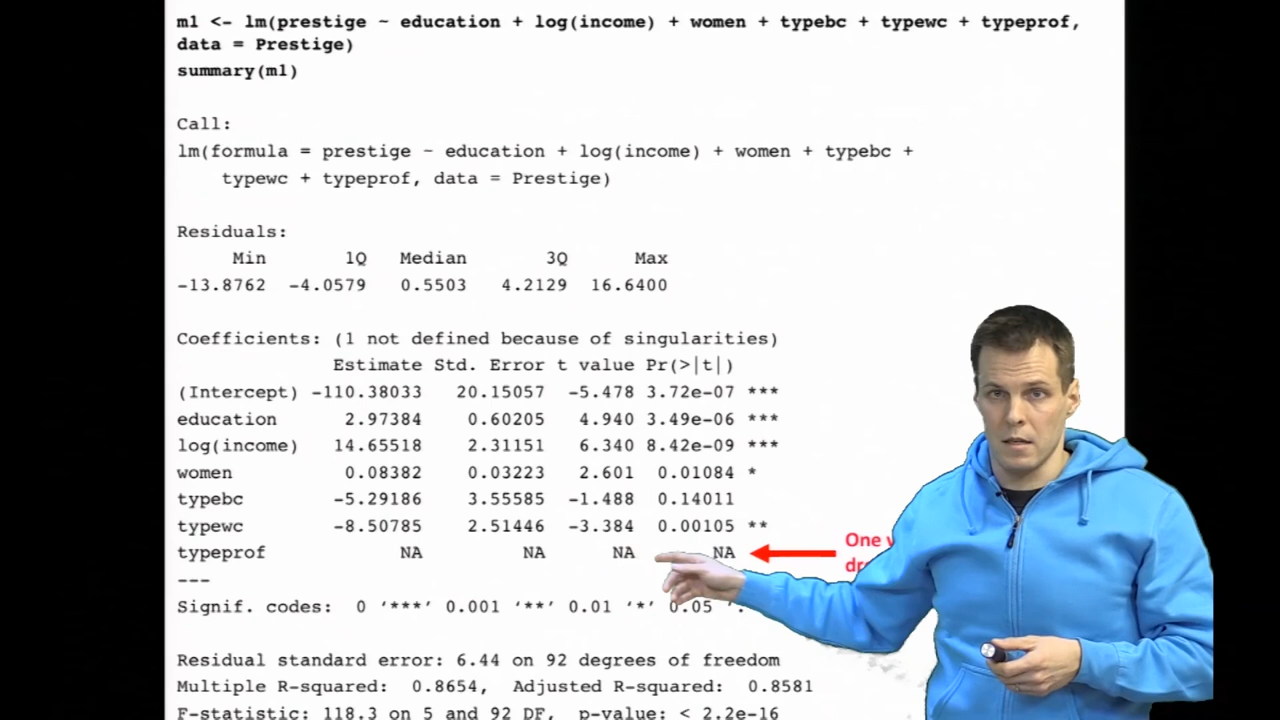 m1 <- lm(prestige ~ education + log(income) + women + typebc + typewc + typeprof,
data = Prestige)
summary(m1)
Call:
lm(formula = prestige ~ education + log(income) + women + typebc +
typewc + typeprof, data = Prestige)
Residuals:
Min 1Q Median 3Q Max
-13.8762 -4.0579 0.5503 4.2129 16.6400
Coefficients: (1 not defined because of singularities)
Estimate Std. Error t value Pr(>|t|)
(Intercept) -110.38033 20.15057 -5.478 3.72e-07 ***
education 2.97384 0.60205 4.940 3.49e-06 ***
log(income) 14.65518 2.31151 6.340 8.42e-09 ***
women 0.08382 0.03223 2.601 0.01084 *
typebc -5.29186 3.55585 -1.488 0.14011
typewc -8.50785 2.51446 -3.384 0.00105 **
typeprof NA NA NA NA
One
---
Signif. codes: 0 ‘***’ 0.001 ‘**’ 0.01 ‘*’ 0.05 ‘.
Residual standard error: 6.44 on 92 degrees of freedom
Multiple R-squared: 0.8654, Adjusted R-squared: 0.8581
F-statistic: 118.3 on 5 and 92 DF, p-value: < 2.2e-16